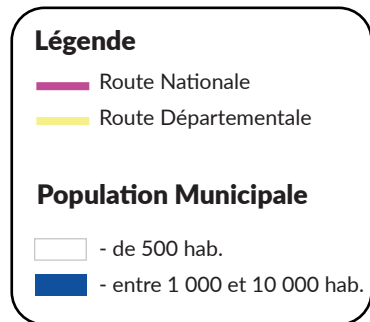 Légende
Route Nationale
Route Départementale
Population Municipale
- de 500 hab.
- entre 1 000 et 10 000 hab.